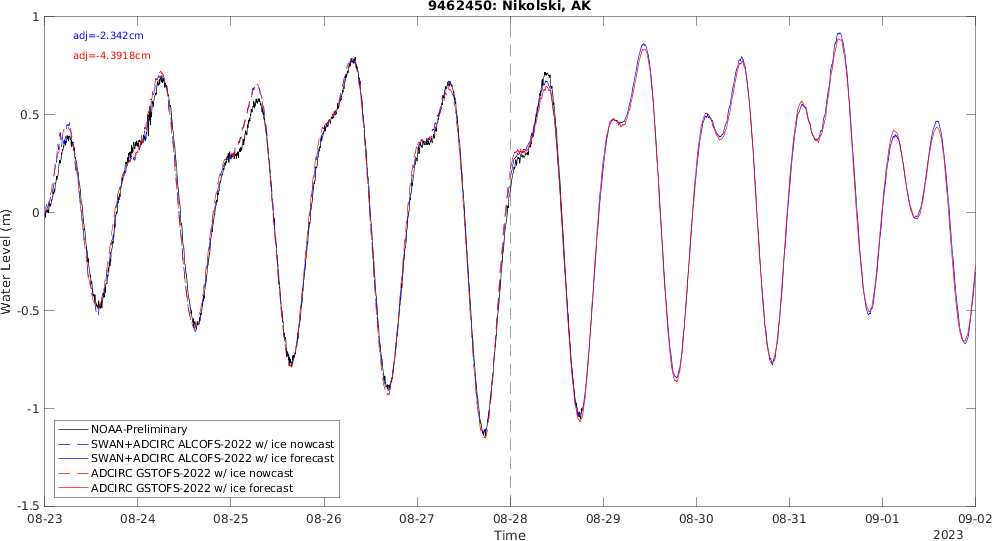 9462450: Nikolski, AK
adj=-2.342cm
adj=-4.3918cm
1
0.5
0
-0.5
-1
-1.5
Water Level (m)
NOAA-Preliminary
SWAN+ADCIRC ALCOFS-2022 w/ ice nowcast
SWAN+ADCIRC ALCOFS-2022 w/ ice forecast
ADCIRC GSTOFS-2022 w/ ice nowcast
ADCIRC GSTOFS-2022 w/ ice forecast
08-23 08-24 08-25 08-26 08-27 08-28 08-29 08-30 08-31 09-01 09-02
Time
2023